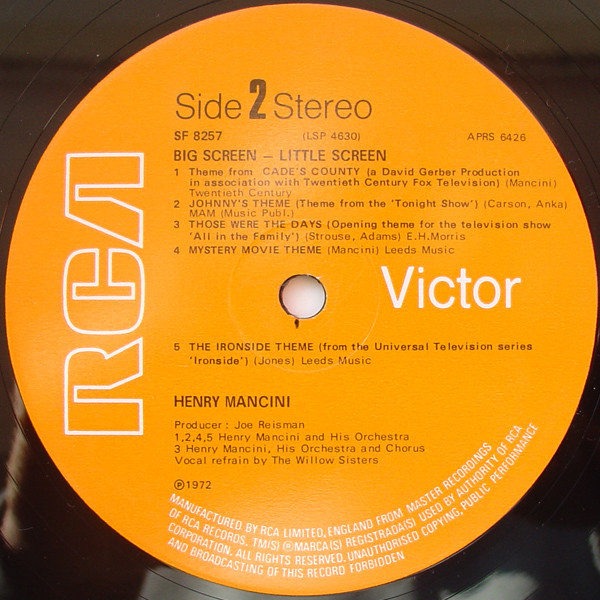 RCA
Side 2 Stereo
SF 8257 (LSP 4630) APRS 6426
BIG SCREEN – LITTLE SCREEN
1 Theme from CADE'S COUNTY (a David Gerber Production
in association with Twentieth Century Fox Television) (Mancini)
Twentieth Century
2 JOHNNY'S THEME (Theme from the 'Tonight Show') (Carson, Anka)
MAM (Music Publ.)
3 THOSE WERE THE DAYS (Opening theme for the television show
'All in the Family') (Strouse, Adams) E.H.Morris
4 MYSTERY MOVIE THEME (Mancini) Leeds Music
Victor
5 THE IRONSIDE THEME (from the Universal Television series
'Ironside') (Jones) Leeds Music
HENRY MANCINI
Producer : Joe Reisman
1,2,4,5 Henry Mancini and His Orchestra
3 Henry Mancini, His Orchestra and Chorus
Vocal refrain by The Willow Sisters
℗1972
MANUFACTURED BY RCA LIMITED, ENGLAND FROM MASTER RECORDINGS
OF RCA RECORDS. TM(S) ® MARCA(S) REGISTRADA(S) USED BY AUTHORITY OF RCA
CORPORATION. ALL RIGHTS RESERVED. UNAUTHORISED COPYING, PUBLIC PERFORMANCE
AND BROADCASTING OF THIS RECORD FORBIDDEN